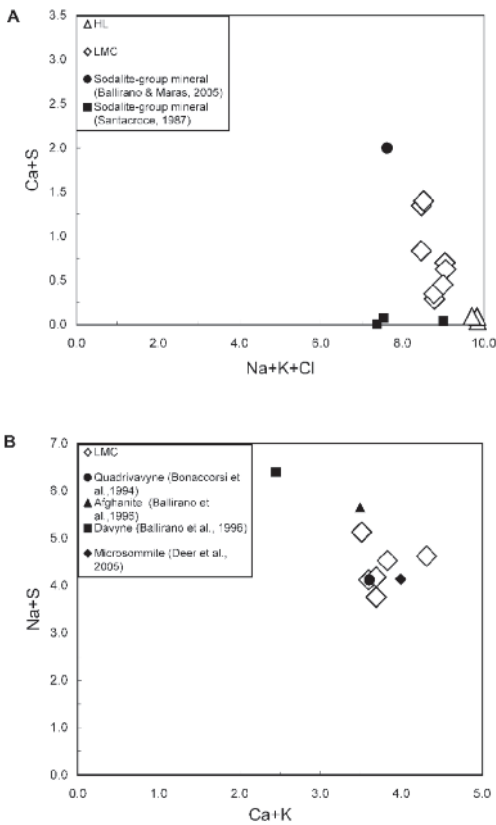 A
3.5
3.0
2.5
2.0
1.5
1.0
0.5
0.0
Ca+S
HL
LMC
Sodalite-group mineral
(Ballirano & Maras, 2005)
Sodalite-group mineral
(Santacroce, 1987)
0.0 2.0 4.0 6.0 8.0 10.0
Na+K+Cl
B
7.0
6.0
5.0
4.0
3.0
2.0
1.0
0.0
Na+S
LMC
Quadrivavyne (Bonaccorsi et
al.,1994)
Afghanite (Ballirano et
al.,1996)
Davyne (Ballirano et al., 1996)
Microsommile (Deer et al.,
2005)
0.0 1.0 2.0 3.0 4.0 5.0
Ca+K